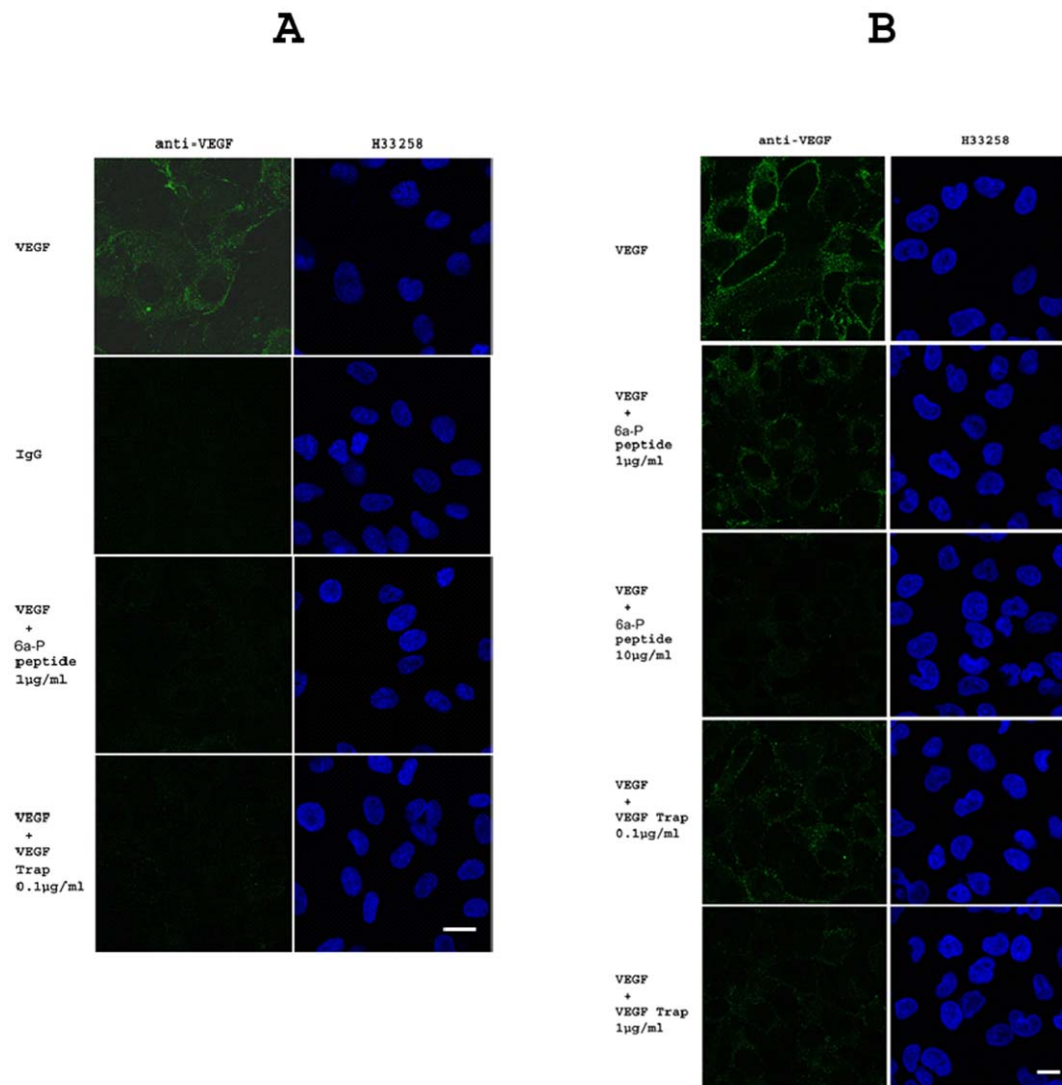 A
anti-VEGF
H33258
VEGF
IgG
VEGF
+
6a-P
peptide
1µg/ml
VEGF
+
VEGF
Trap
0.1µg/ml
B
anti-VEGF
H33258
VEGF
VEGF
+
6a-P
peptide
1µg/ml
VEGF
+
6a-P
peptide
10µg/ml
VEGF
+
VEGF Trap
0.1µg/ml
VEGF
+
VEGF Trap
1µg/ml